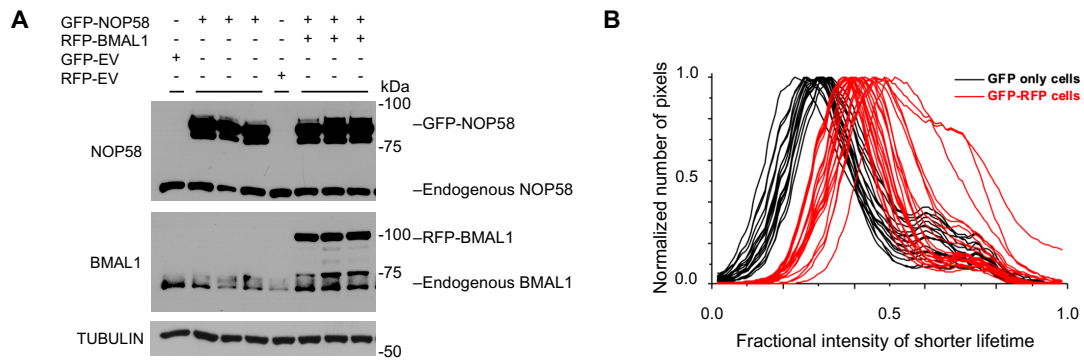 A
GFP-NOP58 - + + + - + + +
RFP-BMAL1 - - - - - + + +
GFP-EV + - - - - - - -
RFP-EV - - - - + - - -
kDa
-100
–GFP-NOP58
-75
NOP58
–Endogenous NOP58
-100
–RFP-BMAL1
BMAL1
-75
–Endogenous BMAL1
TUBULIN
-50
B
Normalized number of pixels
1.0
0.5
0.0
GFP only cells
GFP-RFP cells
0.0 0.5 1.0
Fractional intensity of shorter lifetime